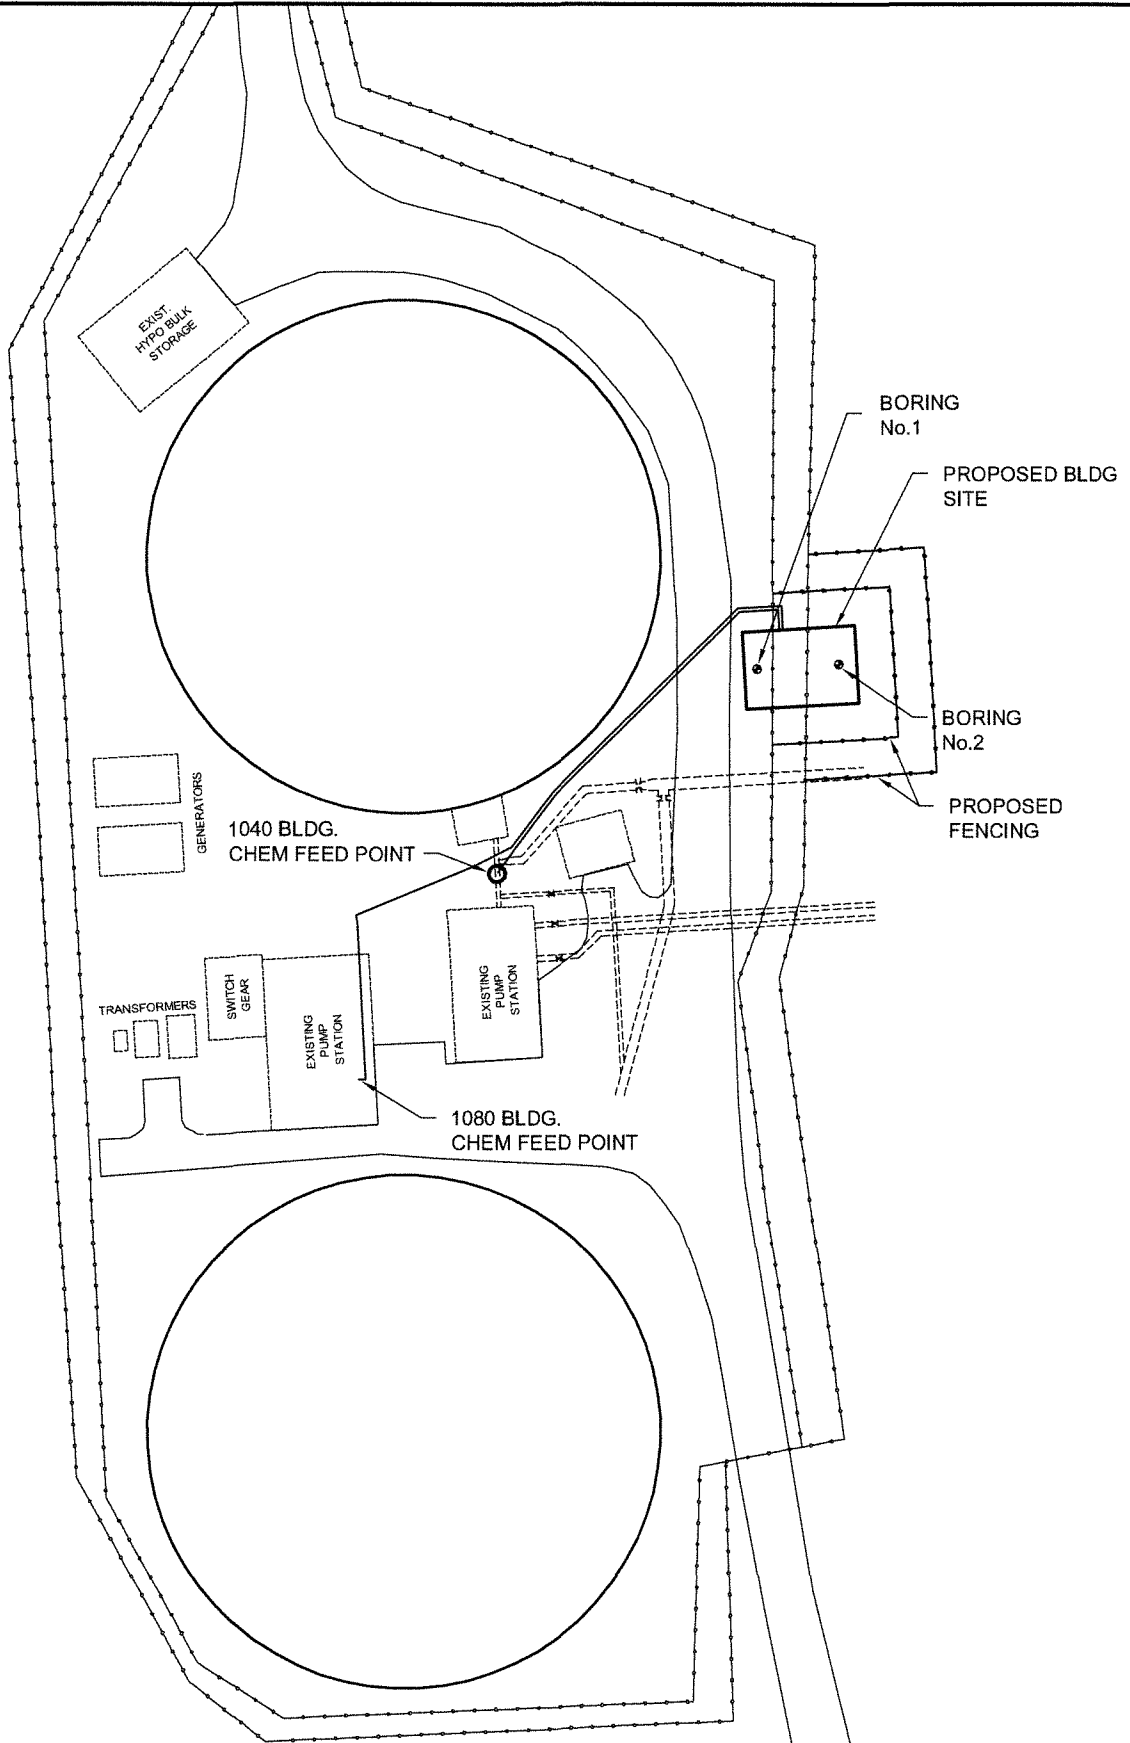 EXIST.
HYPO BULK
STORAGE
BORING
No.1
PROPOSED BLDG
SITE
BORING
No.2
PROPOSED
FENCING
GENERATORS
1040 BLDG.
CHEM FEED POINT
TRANSFORMERS
SWITCH
GEAR
EXISTING
PUMP
STATION
EXISTING
PUMP
STATION
1080 BLDG.
CHEM FEED POINT